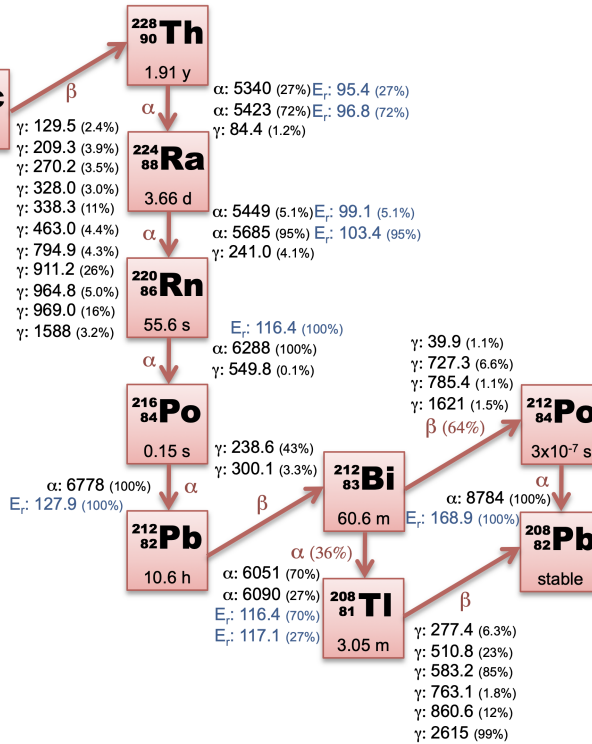 228
90 Th
1.91 y
β
α
α: 5340 (27%) Er: 95.4 (27%)
α: 5423 (72%) Er: 96.8 (72%)
γ: 84.4 (1.2%)
γ: 129.5 (2.4%)
γ: 209.3 (3.9%)
γ: 270.2 (3.5%)
γ: 328.0 (3.0%)
γ: 338.3 (11%)
γ: 463.0 (4.4%)
γ: 794.9 (4.3%)
γ: 911.2 (26%)
γ: 964.8 (5.0%)
γ: 969.0 (16%)
γ: 1588 (3.2%)
224
88 Ra
3.66 d
α
α: 5449 (5.1%) Er: 99.1 (5.1%)
α: 5685 (95%) Er: 103.4 (95%)
γ: 241.0 (4.1%)
220
86 Rn
55.6 s
α
Er: 116.4 (100%)
α: 6288 (100%)
γ: 549.8 (0.1%)
216
84 Po
0.15 s
α
α: 6778 (100%)
Er: 127.9 (100%)
212
82 Pb
10.6 h
γ: 238.6 (43%)
γ: 300.1 (3.3%)
β
212
83 Bi
60.6 m
γ: 39.9 (1.1%)
γ: 727.3 (6.6%)
γ: 785.4 (1.1%)
γ: 1621 (1.5%)
β (64%)
212
84 Po
3x10-7 s
α
α: 8784 (100%)
Er: 168.9 (100%)
208
82 Pb
stable
α (36%)
α: 6051 (70%)
α: 6090 (27%)
Er: 116.4 (70%)
Er: 117.1 (27%)
208
81 Tl
3.05 m
β
γ: 277.4 (6.3%)
γ: 510.8 (23%)
γ: 583.2 (85%)
γ: 763.1 (1.8%)
γ: 860.6 (12%)
γ: 2615 (99%)